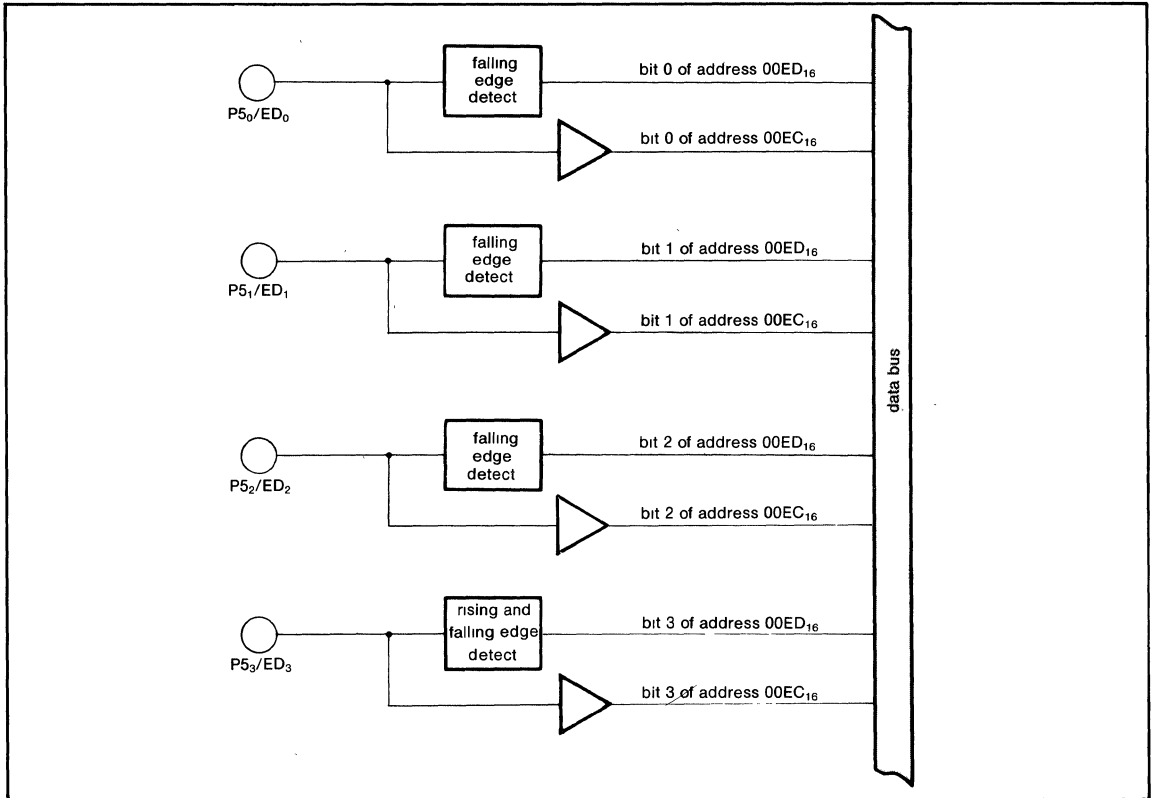 falling
edge
detect
bit 0 of address 00ED₁₆
P5₀/ED₀
bit 0 of address 00EC₁₆
falling
edge
detect
bit 1 of address 00ED₁₆
P5₁/ED₁
bit 1 of address 00EC₁₆
data bus
falling
edge
detect
bit 2 of address 00ED₁₆
P5₂/ED₂
bit 2 of address 00EC₁₆
rising and
falling edge
detect
bit 3 of address 00ED₁₆
P5₃/ED₃
bit 3 of address 00EC₁₆